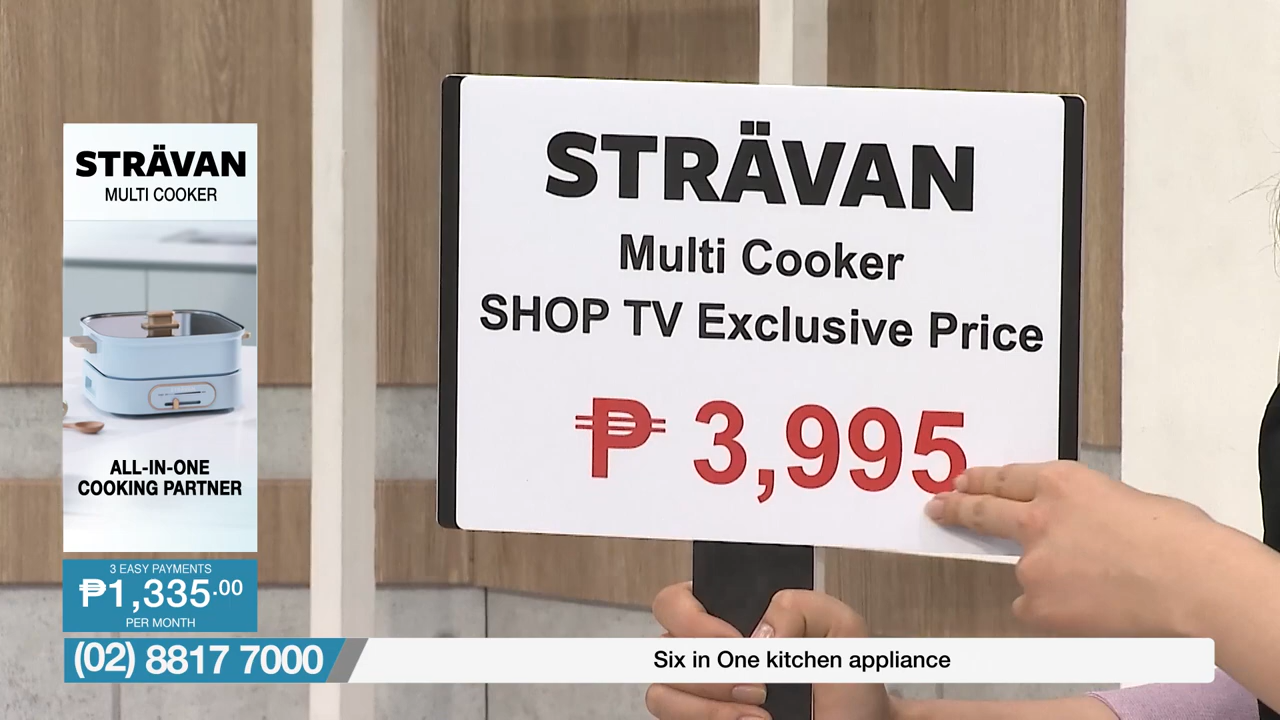 STRÄVAN
MULTI COOKER
ALL-IN-ONE
COOKING PARTNER
3 EASY PAYMENTS
₱1,335.00
PER MONTH
(02) 8817 7000
Six in One kitchen appliance
STRÄVAN
Multi Cooker
SHOP TV Exclusive Price
₱ 3,995